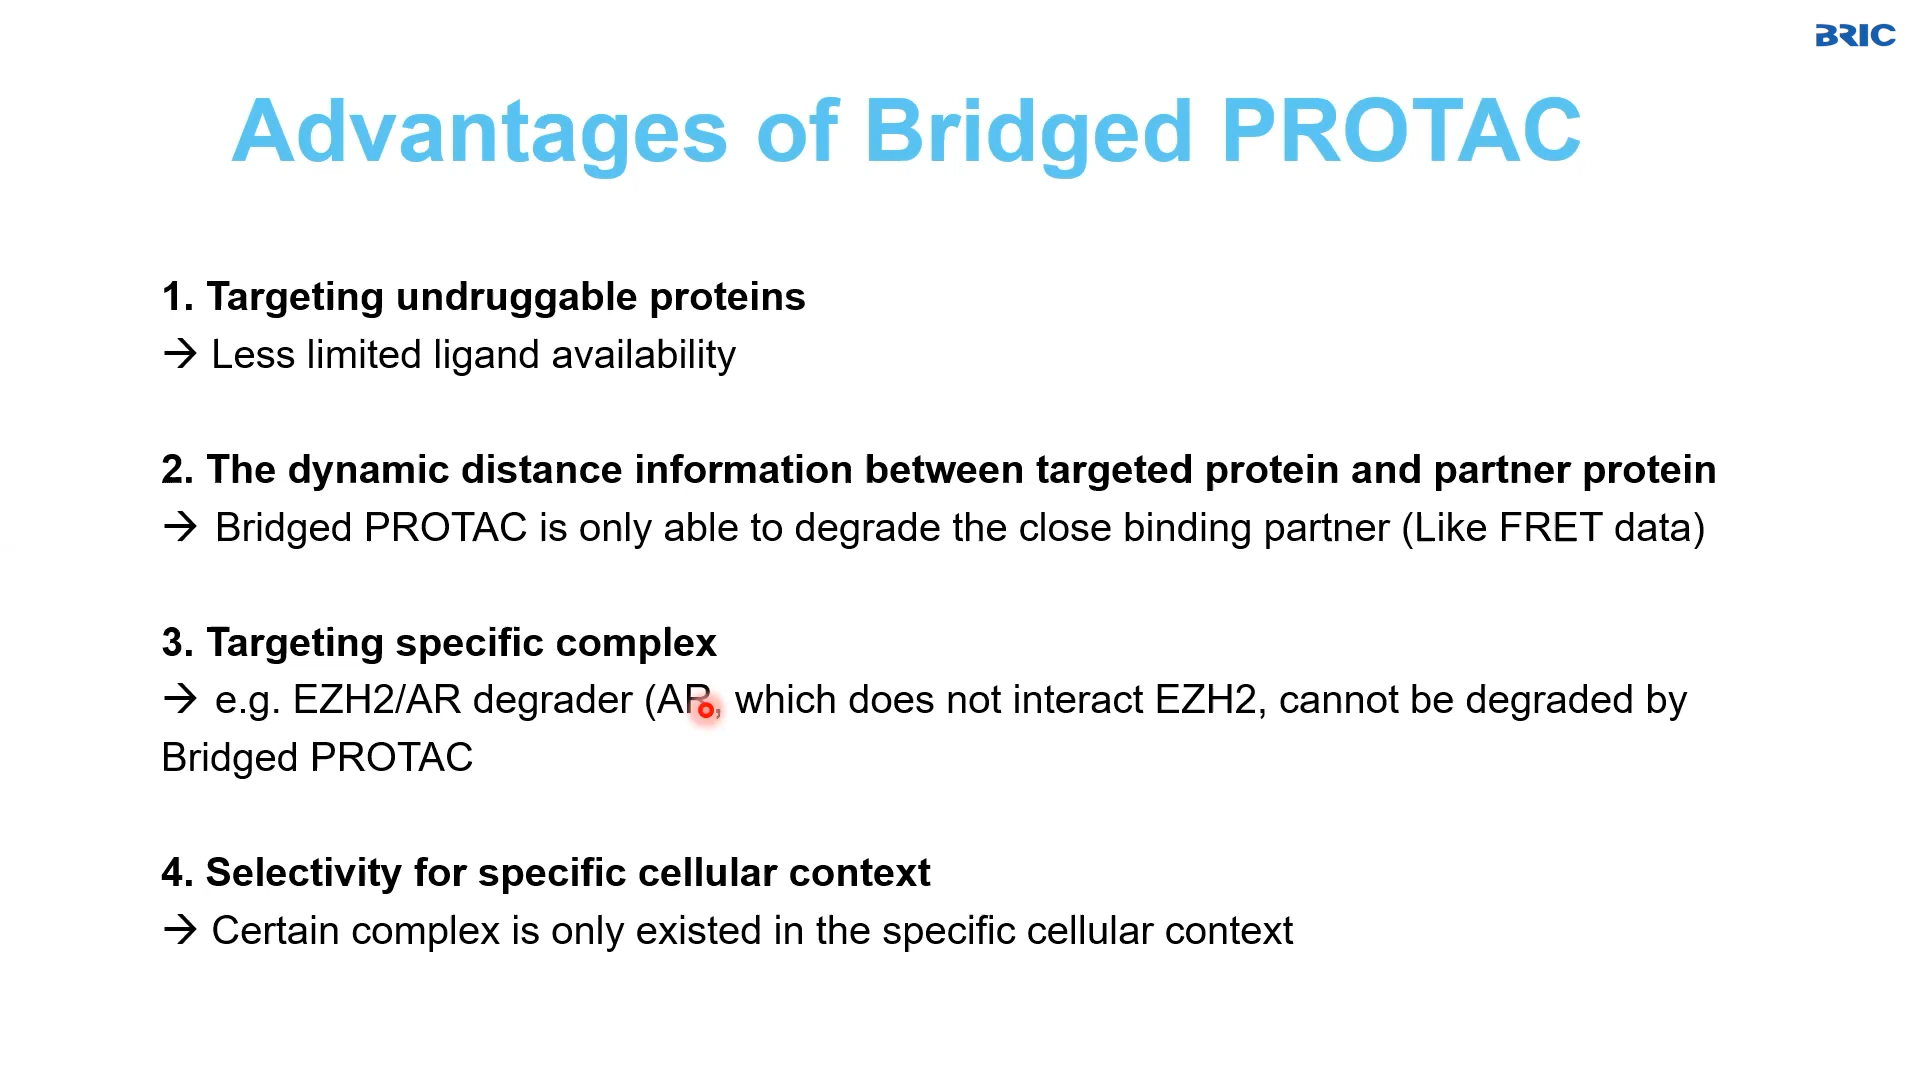 BRIC
Advantages of Bridged PROTAC
1. Targeting undruggable proteins
→ Less limited ligand availability
2. The dynamic distance information between targeted protein and partner protein
→ Bridged PROTAC is only able to degrade the close binding partner (Like FRET data)
3. Targeting specific complex
→ e.g. EZH2/AR degrader (AR, which does not interact EZH2, cannot be degraded by
Bridged PROTAC
4. Selectivity for specific cellular context
→ Certain complex is only existed in the specific cellular context